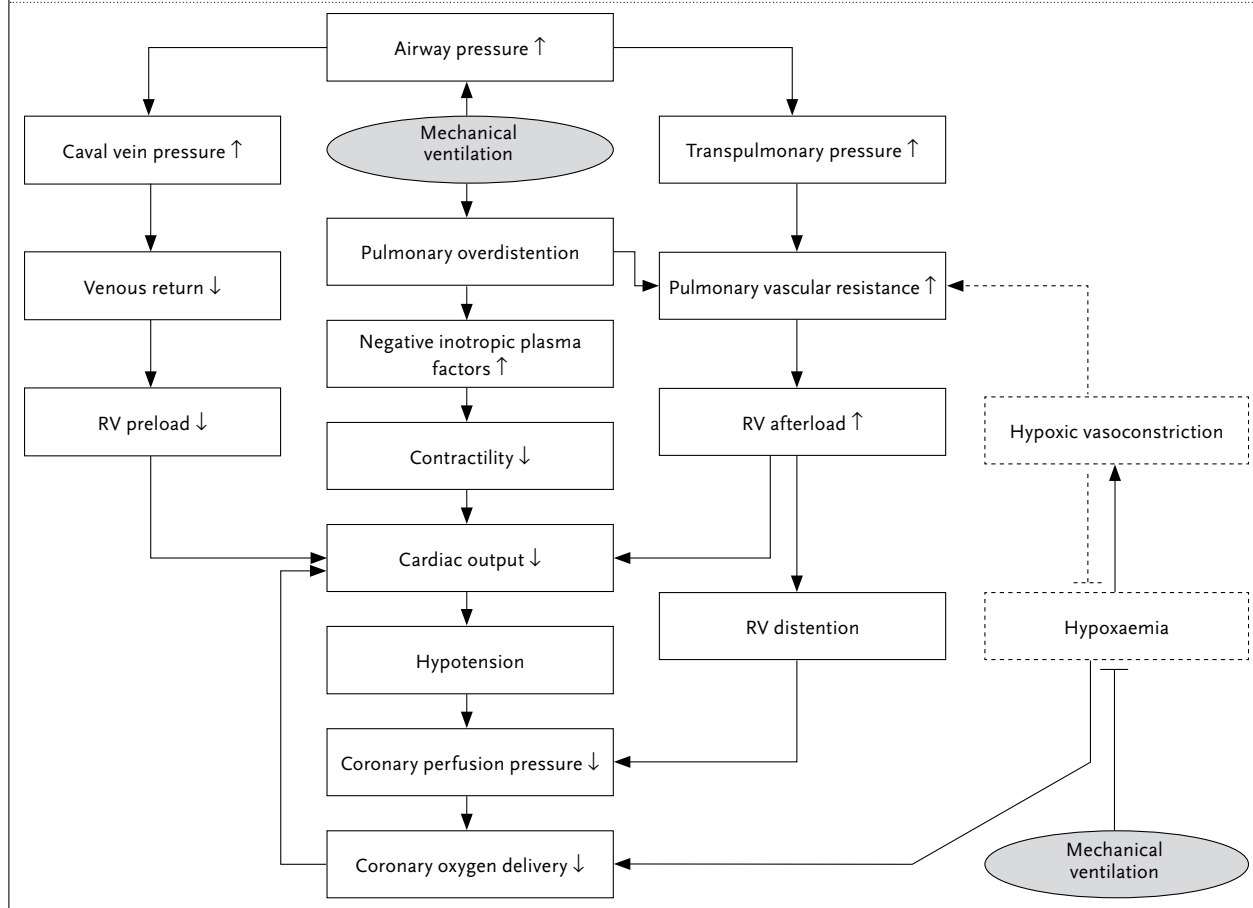 Airway pressure ↑
Caval vein pressure ↑
Mechanical
ventilation
Transpulmonary pressure ↑
Pulmonary overdistention
Venous return ↓
Pulmonary vascular resistance ↑
Negative inotropic plasma
factors ↑
RV preload ↓
RV afterload ↑
Hypoxic vasoconstriction
Contractility ↓
Cardiac output ↓
RV distention
Hypoxaemia
Hypotension
Coronary perfusion pressure ↓
Coronary oxygen delivery ↓
Mechanical
ventilation